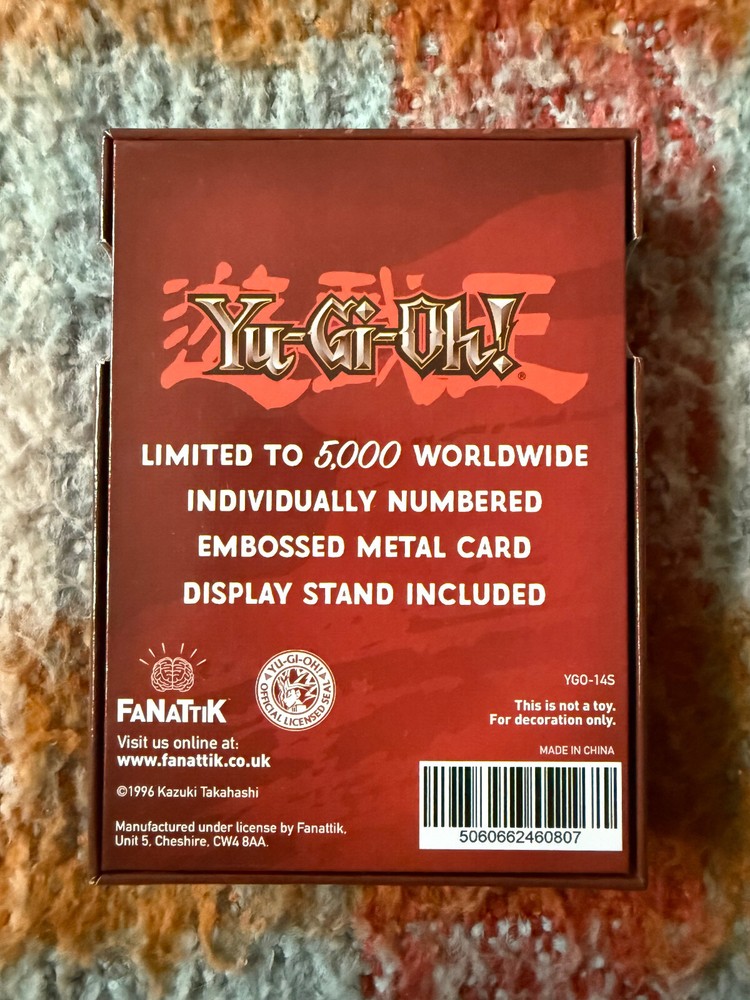 遊戯王
Yu-Gi-Oh!®
LIMITED TO 5,000 WORLDWIDE
INDIVIDUALLY NUMBERED
EMBOSSED METAL CARD
DISPLAY STAND INCLUDED
FANATTIK
YU-GI-OH!
OFFICIAL LICENSED SEAL
Visit us online at:
www.fanattik.co.uk
©1996 Kazuki Takahashi
Manufactured under license by Fanattik,
Unit 5, Cheshire, CW4 8AA.
YGO-14S
This is not a toy.
For decoration only.
MADE IN CHINA
5060662460807